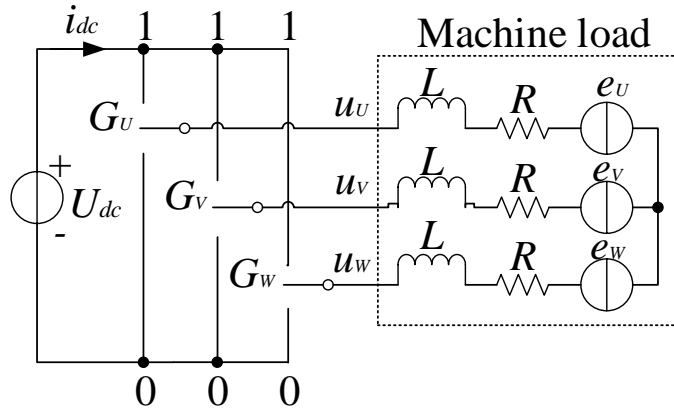 1 1 1
i_dc
Machine load
L R e_U
G_U u_U
+
U_dc
-
G_V u_V L R e_V
G_W u_W L R e_W
0 0 0